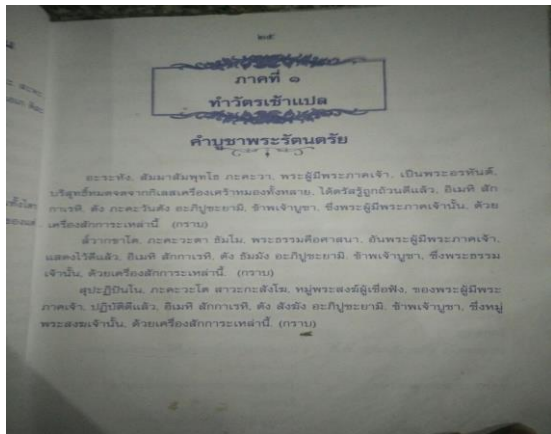 ๒๕
ภาคที่ ๑
ทำวัตรเช้าแปล
คำบูชาพระรัตนตรัย
อะระหัง, สัมมาสัมพุทโธ ภะคะวา, พระผู้มีพระภาคเจ้า, เป็นพระอรหันต์,
บริสุทธิ์หมดจดจากกิเลสเครื่องเศร้าหมองทั้งหลาย, ได้ตรัสรู้ถูกถ้วนดีแล้ว, อิเมหิ สัก
กาเรหิ, ตัง ภะคะวันตัง อะภิปูชะยามิ, ข้าพเจ้าบูชา, ซึ่งพระผู้มีพระภาคเจ้านั้น, ด้วย
เครื่องสักการะเหล่านี้ (กราบ)
ส๎วากขาโต, ภะคะวะตา ธัมโม, พระธรรมคือศาสนา, อันพระผู้มีพระภาคเจ้า,
แสดงไว้ดีแล้ว, อิเมหิ สักกาเรหิ, ตัง ธัมมัง อะภิปูชะยามิ, ข้าพเจ้าบูชา, ซึ่งพระธรรม
เจ้านั้น, ด้วยเครื่องสักการะเหล่านี้. (กราบ)
สุปะฏิปันโน, ภะคะวะโต สาวะกะสังโฆ, หมู่พระสงฆ์ผู้เชื่อฟัง, ของพระผู้มีพระ
ภาคเจ้า, ปฏิบัติดีแล้ว, อิเมหิ สักกาเรหิ, ตัง สังฆัง อะภิปูชะยามิ, ข้าพเจ้าบูชา, ซึ่งหมู่
พระสงฆเจ้านั้น, ด้วยเครื่องสักการะเหล่านี้. (กราบ)